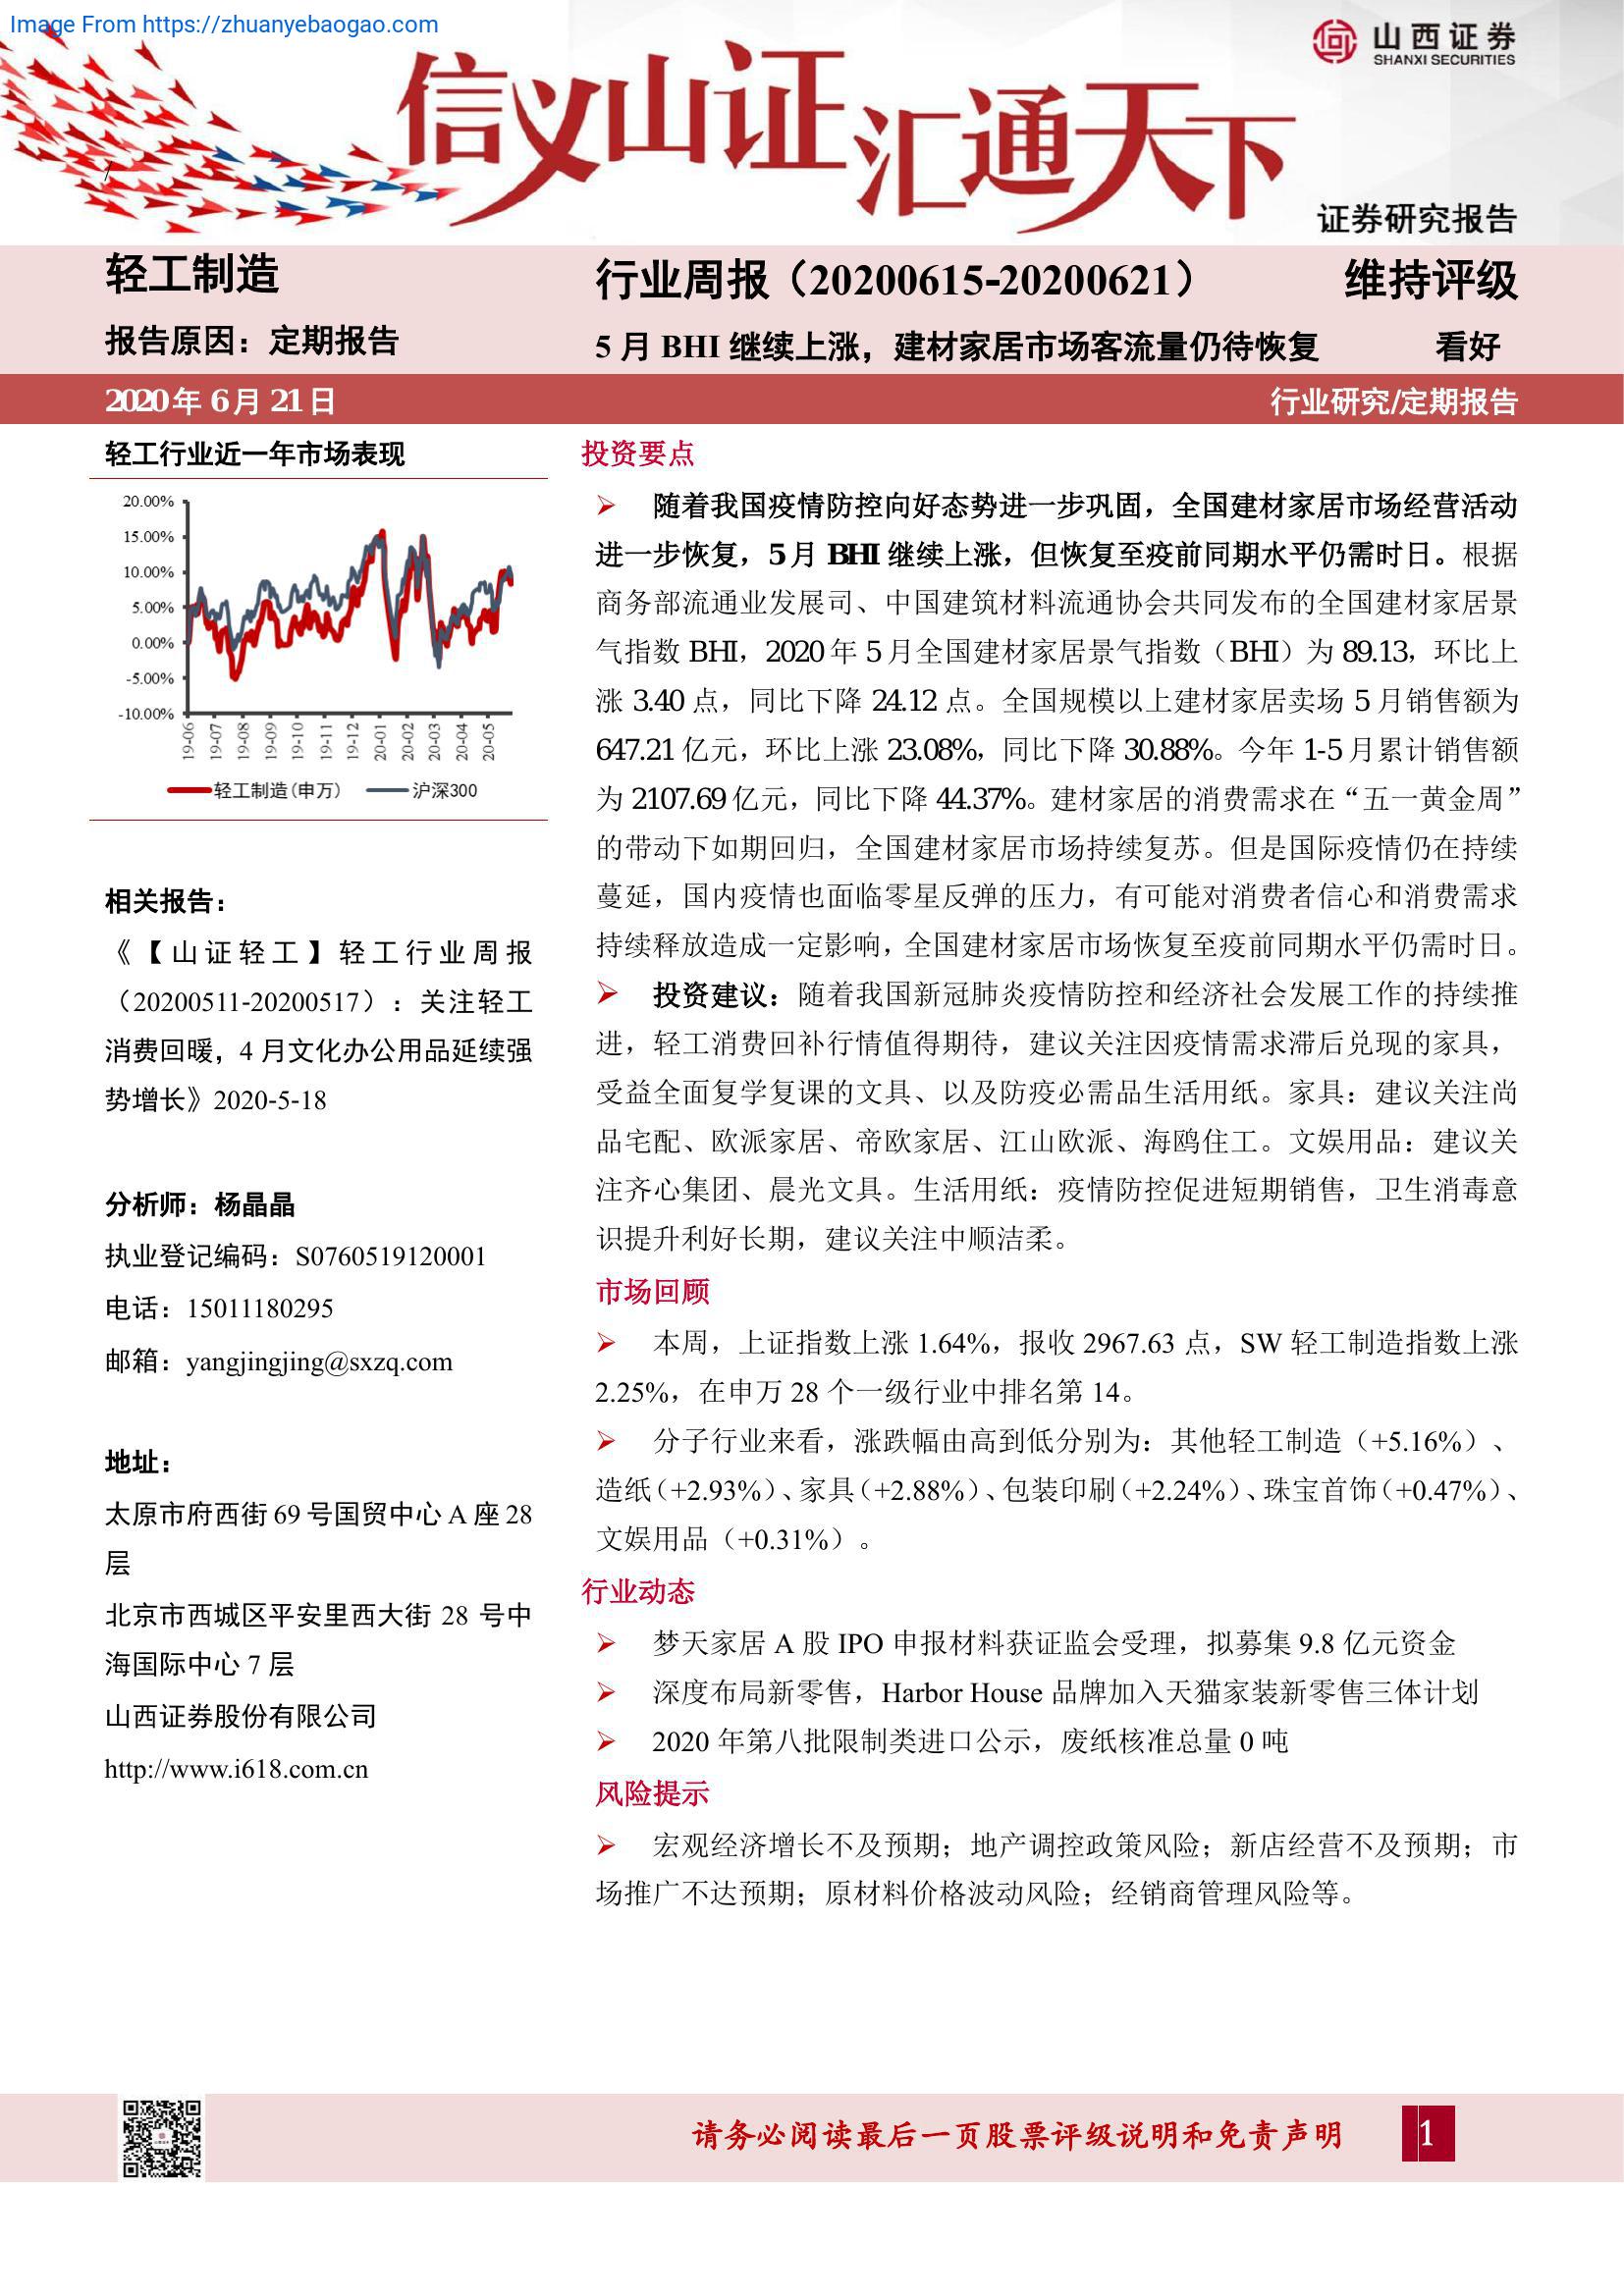 Image From https://zhuanyebaogao.com
山西证券
SHANXI SECURITIES
信义山证汇通天下
证券研究报告
轻工制造
行业周报（20200615-20200621）
维持评级
报告原因：定期报告
5 月 BHI 继续上涨，建材家居市场客流量仍待恢复
看好
2020 年 6 月 21 日
行业研究/定期报告
轻工行业近一年市场表现
20.00%
15.00%
10.00%
5.00%
0.00%
-5.00%
-10.00%
19-06
19-07
19-08
19-09
19-10
19-11
19-12
20-01
20-02
20-03
20-04
20-05
轻工制造(申万)
沪深300
相关报告：
《【山证轻工】轻工行业周报
（20200511-20200517）：关注轻工
消费回暖，4 月文化办公用品延续强
势增长》2020-5-18
分析师：杨晶晶
执业登记编码：S0760519120001
电话：15011180295
邮箱：yangjingjing@sxzq.com
地址：
太原市府西街 69 号国贸中心 A 座 28
层
北京市西城区平安里西大街 28 号中
海国际中心 7 层
山西证券股份有限公司
http://www.i618.com.cn
投资要点
随着我国疫情防控向好态势进一步巩固，全国建材家居市场经营活动
进一步恢复，5 月 BHI 继续上涨，但恢复至疫前同期水平仍需时日。根据
商务部流通业发展司、中国建筑材料流通协会共同发布的全国建材家居景
气指数 BHI，2020 年 5 月全国建材家居景气指数（BHI）为 89.13，环比上
涨 3.40 点，同比下降 24.12 点。全国规模以上建材家居卖场 5 月销售额为
647.21 亿元，环比上涨 23.08%，同比下降 30.88%。今年 1-5 月累计销售额
为 2107.69 亿元，同比下降 44.37%。建材家居的消费需求在“五一黄金周”
的带动下如期回归，全国建材家居市场持续复苏。但是国际疫情仍在持续
蔓延，国内疫情也面临零星反弹的压力，有可能对消费者信心和消费需求
持续释放造成一定影响，全国建材家居市场恢复至疫前同期水平仍需时日。
投资建议：随着我国新冠肺炎疫情防控和经济社会发展工作的持续推
进，轻工消费回补行情值得期待，建议关注因疫情需求滞后兑现的家具，
受益全面复学复课的文具、以及防疫必需品生活用纸。家具：建议关注尚
品宅配、欧派家居、帝欧家居、江山欧派、海鸥住工。文娱用品：建议关
注齐心集团、晨光文具。生活用纸：疫情防控促进短期销售，卫生消毒意
识提升利好长期，建议关注中顺洁柔。
市场回顾
本周，上证指数上涨 1.64%，报收 2967.63 点，SW 轻工制造指数上涨
2.25%，在申万 28 个一级行业中排名第 14。
分子行业来看，涨跌幅由高到低分别为：其他轻工制造（+5.16%）、
造纸（+2.93%）、家具（+2.88%）、包装印刷（+2.24%）、珠宝首饰（+0.47%）、
文娱用品（+0.31%）。
行业动态
梦天家居 A 股 IPO 申报材料获证监会受理，拟募集 9.8 亿元资金
深度布局新零售，Harbor House 品牌加入天猫家装新零售三体计划
2020 年第八批限制类进口公示，废纸核准总量 0 吨
风险提示
宏观经济增长不及预期；地产调控政策风险；新店经营不及预期；市
场推广不达预期；原材料价格波动风险；经销商管理风险等。
请务必阅读最后一页股票评级说明和免责声明
1